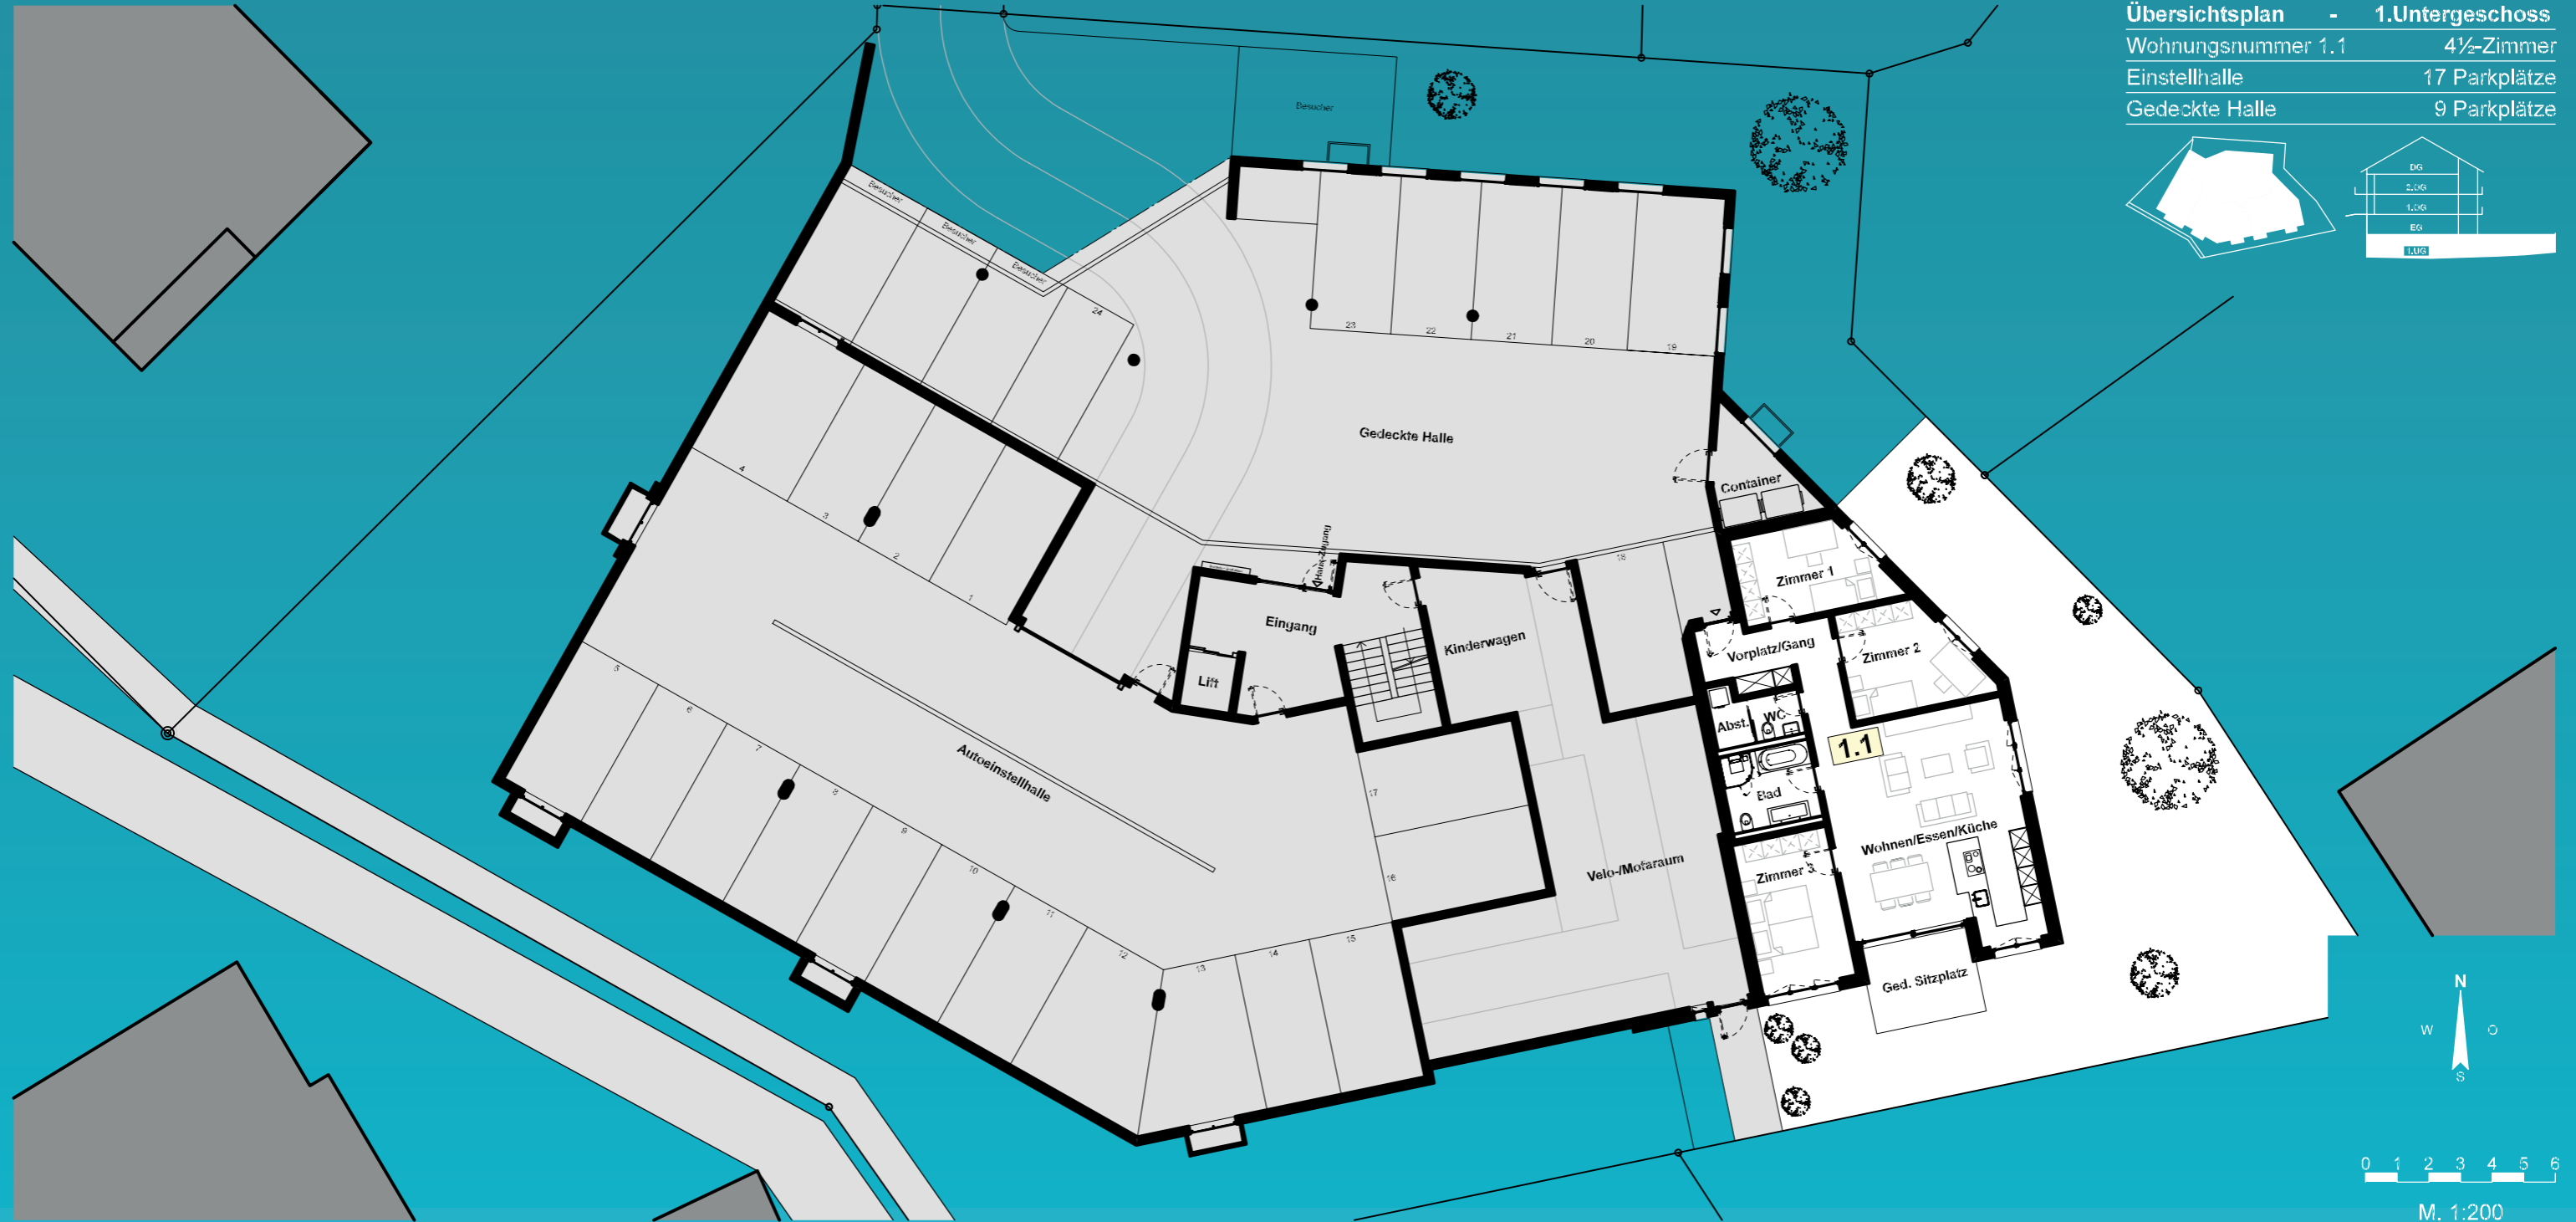 Übersichtsplan - 1.Untergeschoss
Wohnungsnummer 1.1 4½-Zimmer
Einstellhalle 17 Parkplätze
Gedeckte Halle 9 Parkplätze
DG
2.OG
1.OG
EG
1.UG
Besucher
Besucher
Besucher
Besucher
24
23
22
21
20
19
Gedeckte Halle
Container
4
3
2
1
18
Hauszugang
Eingang
Lift
Kinderwagen
Zimmer 1
Vorplatz/Gang
Zimmer 2
Abst.
WC
1.1
Bad
Wohnen/Essen/Küche
Zimmer 3
Ged. Sitzplatz
Velo-/Mofaraum
Autoeinstellhalle
5
6
7
8
9
10
11
12
13
14
15
16
17
N
W O
S
0 1 2 3 4 5 6
M. 1:200